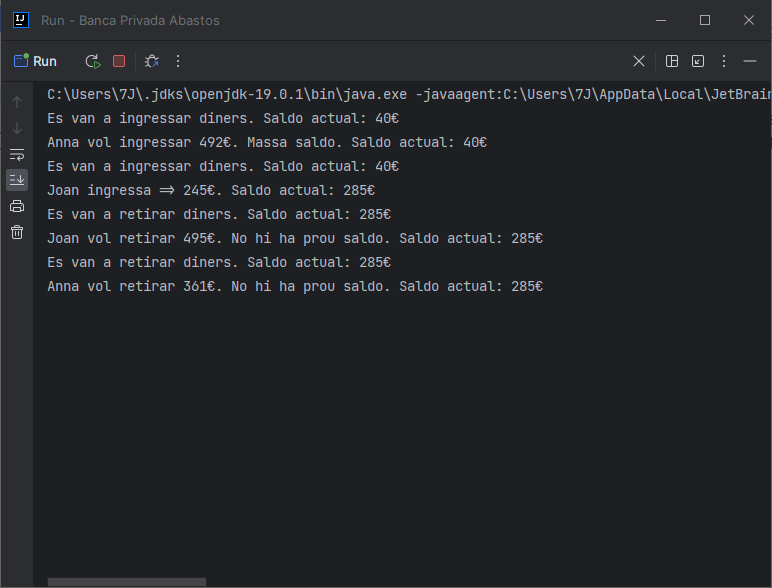 Run - Banca Privada Abastos
Run
C:\Users\7J\.jdks\openjdk-19.0.1\bin\java.exe -javaagent:C:\Users\7J\AppData\Local\JetBrain
Es van a ingressar diners. Saldo actual: 40€
Anna vol ingressar 492€. Massa saldo. Saldo actual: 40€
Es van a ingressar diners. Saldo actual: 40€
Joan ingressa => 245€. Saldo actual: 285€
Es van a retirar diners. Saldo actual: 285€
Joan vol retirar 495€. No hi ha prou saldo. Saldo actual: 285€
Es van a retirar diners. Saldo actual: 285€
Anna vol retirar 361€. No hi ha prou saldo. Saldo actual: 285€